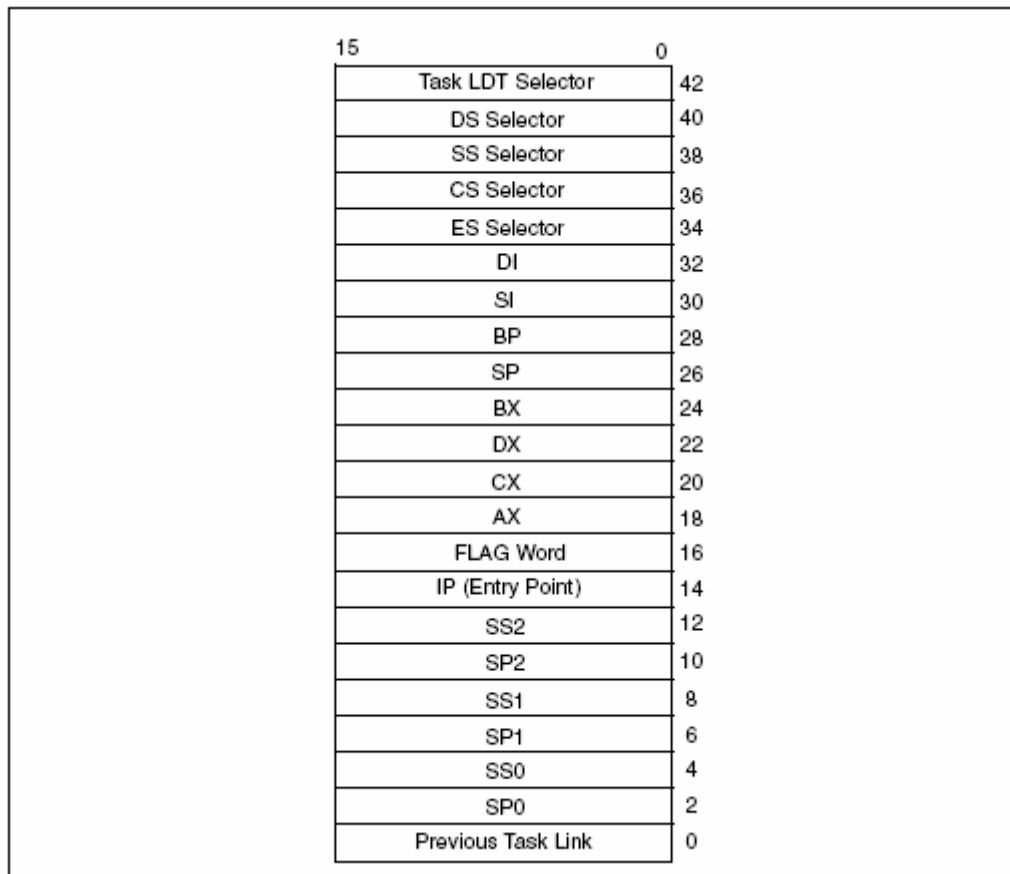 15 0
Task LDT Selector 42
DS Selector 40
SS Selector 38
CS Selector 36
ES Selector 34
DI 32
SI 30
BP 28
SP 26
BX 24
DX 22
CX 20
AX 18
FLAG Word 16
IP (Entry Point) 14
SS2 12
SP2 10
SS1 8
SP1 6
SS0 4
SP0 2
Previous Task Link 0